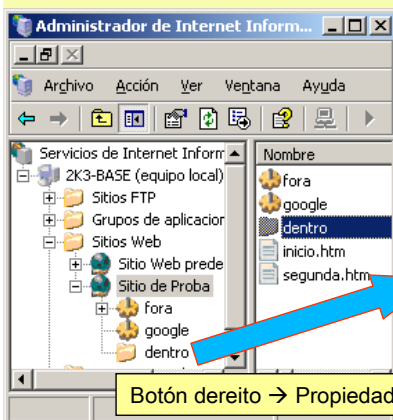 Administrador de Internet Inform...
Archivo Acción Ver Ventana Ayuda
Servicios de Internet Inform
2K3-BASE (equipo local)
Sitios FTP
Grupos de aplicacion
Sitios Web
Sitio Web prede
Sitio de Proba
fora
google
dentro
Nombre
fora
google
dentro
inicio.htm
segunda.htm
Botón dereito → Propiedad